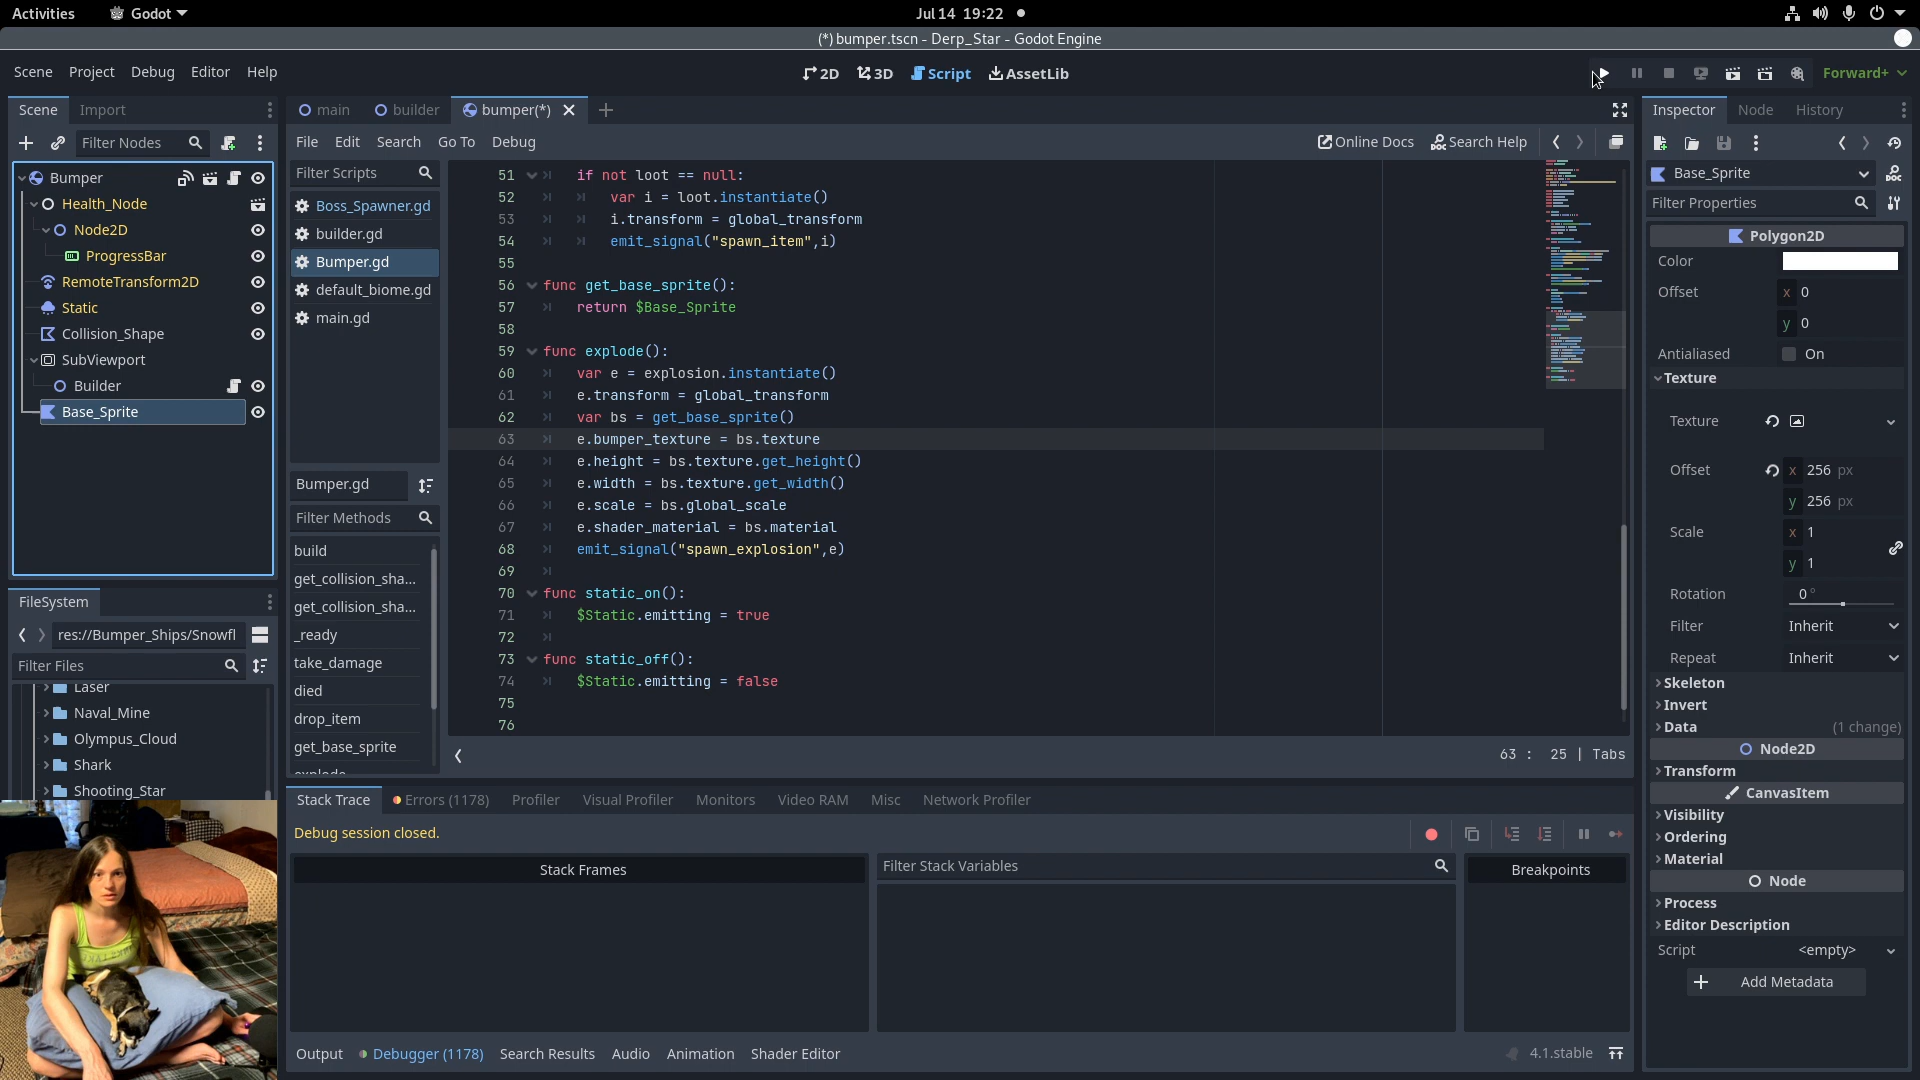 Activities
Godot
Jul 14 19:22
(*) bumper.tscn - Derp_Star - Godot Engine
Scene Project Debug Editor Help
2D 3D Script AssetLib
Forward+
Scene Import
Filter Nodes
Bumper
Health_Node
Node2D
ProgressBar
RemoteTransform2D
Static
Collision_Shape
SubViewport
Builder
Base_Sprite
FileSystem
res://Bumper_Ships/Snowfl
Filter Files
Laser
Naval_Mine
Olympus_Cloud
Shark
Shooting_Star
main builder bumper(*)
File Edit Search Go To Debug
Online Docs Search Help
Filter Scripts
Boss_Spawner.gd
builder.gd
Bumper.gd
default_biome.gd
main.gd
Bumper.gd
Filter Methods
build
get_collision_sha...
get_collision_sha...
_ready
take_damage
died
drop_item
get_base_sprite
explode
51 if not loot == null:
52 var i = loot.instantiate()
53 i.transform = global_transform
54 emit_signal("spawn_item",i)
55
56 func get_base_sprite():
57 return $Base_Sprite
58
59 func explode():
60 var e = explosion.instantiate()
61 e.transform = global_transform
62 var bs = get_base_sprite()
63 e.bumper_texture = bs.texture
64 e.height = bs.texture.get_height()
65 e.width = bs.texture.get_width()
66 e.scale = bs.global_scale
67 e.shader_material = bs.material
68 emit_signal("spawn_explosion",e)
69
70 func static_on():
71 $Static.emitting = true
72
73 func static_off():
74 $Static.emitting = false
75
76
63 : 25 | Tabs
Stack Trace Errors (1178) Profiler Visual Profiler Monitors Video RAM Misc Network Profiler
Debug session closed.
Stack Frames
Filter Stack Variables
Breakpoints
Output Debugger (1178) Search Results Audio Animation Shader Editor
4.1.stable
Inspector Node History
Base_Sprite
Filter Properties
Polygon2D
Color
Offset x 0
y 0
Antialiased On
Texture
Texture
Offset x 256 px
y 256 px
Scale x 1
y 1
Rotation 0 °
Filter Inherit
Repeat Inherit
Skeleton
Invert
Data (1 change)
Node2D
Transform
CanvasItem
Visibility
Ordering
Material
Node
Process
Editor Description
Script <empty>
Add Metadata